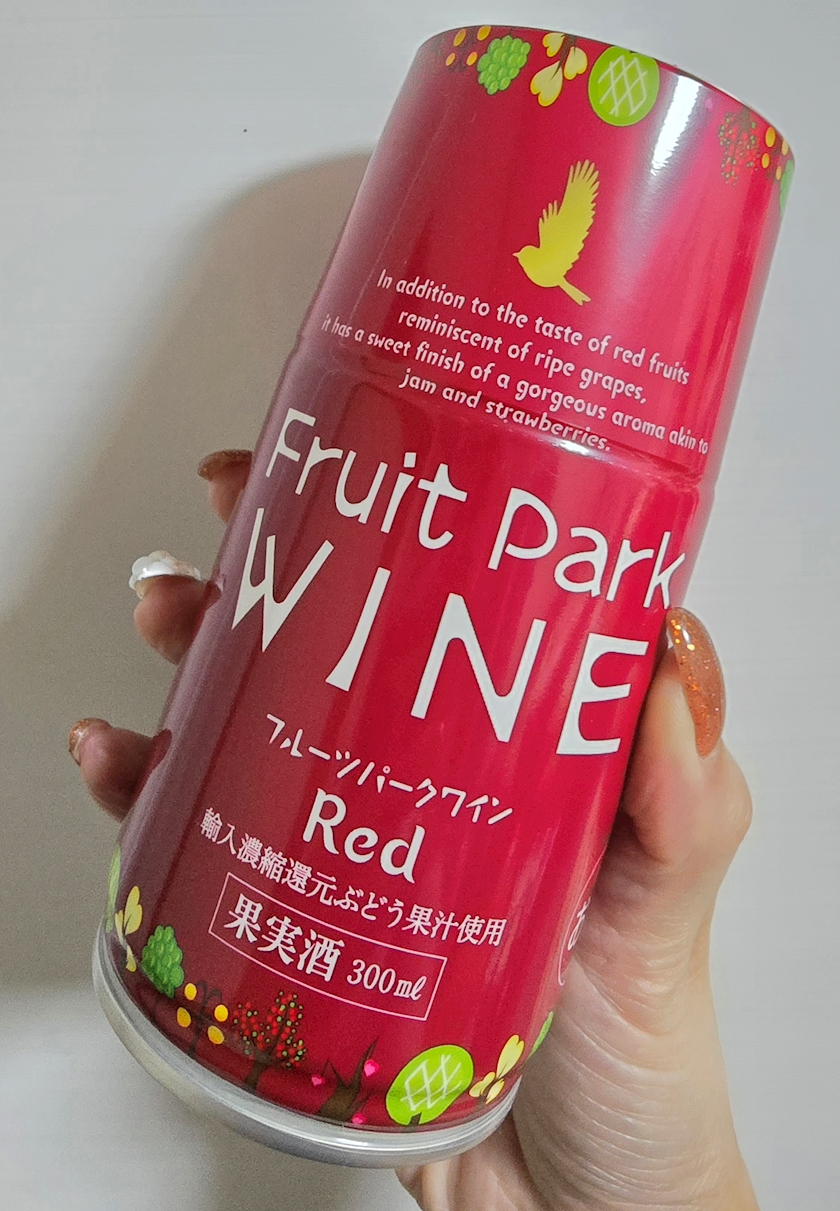 In addition to the taste of red fruits
reminiscent of ripe grapes,
it has a sweet finish of a gorgeous aroma akin to
jam and strawberries.
Fruit Park
WINE
フルーツパークワイン
Red
輸入濃縮還元ぶどう果汁使用
果実酒 300㎖
お